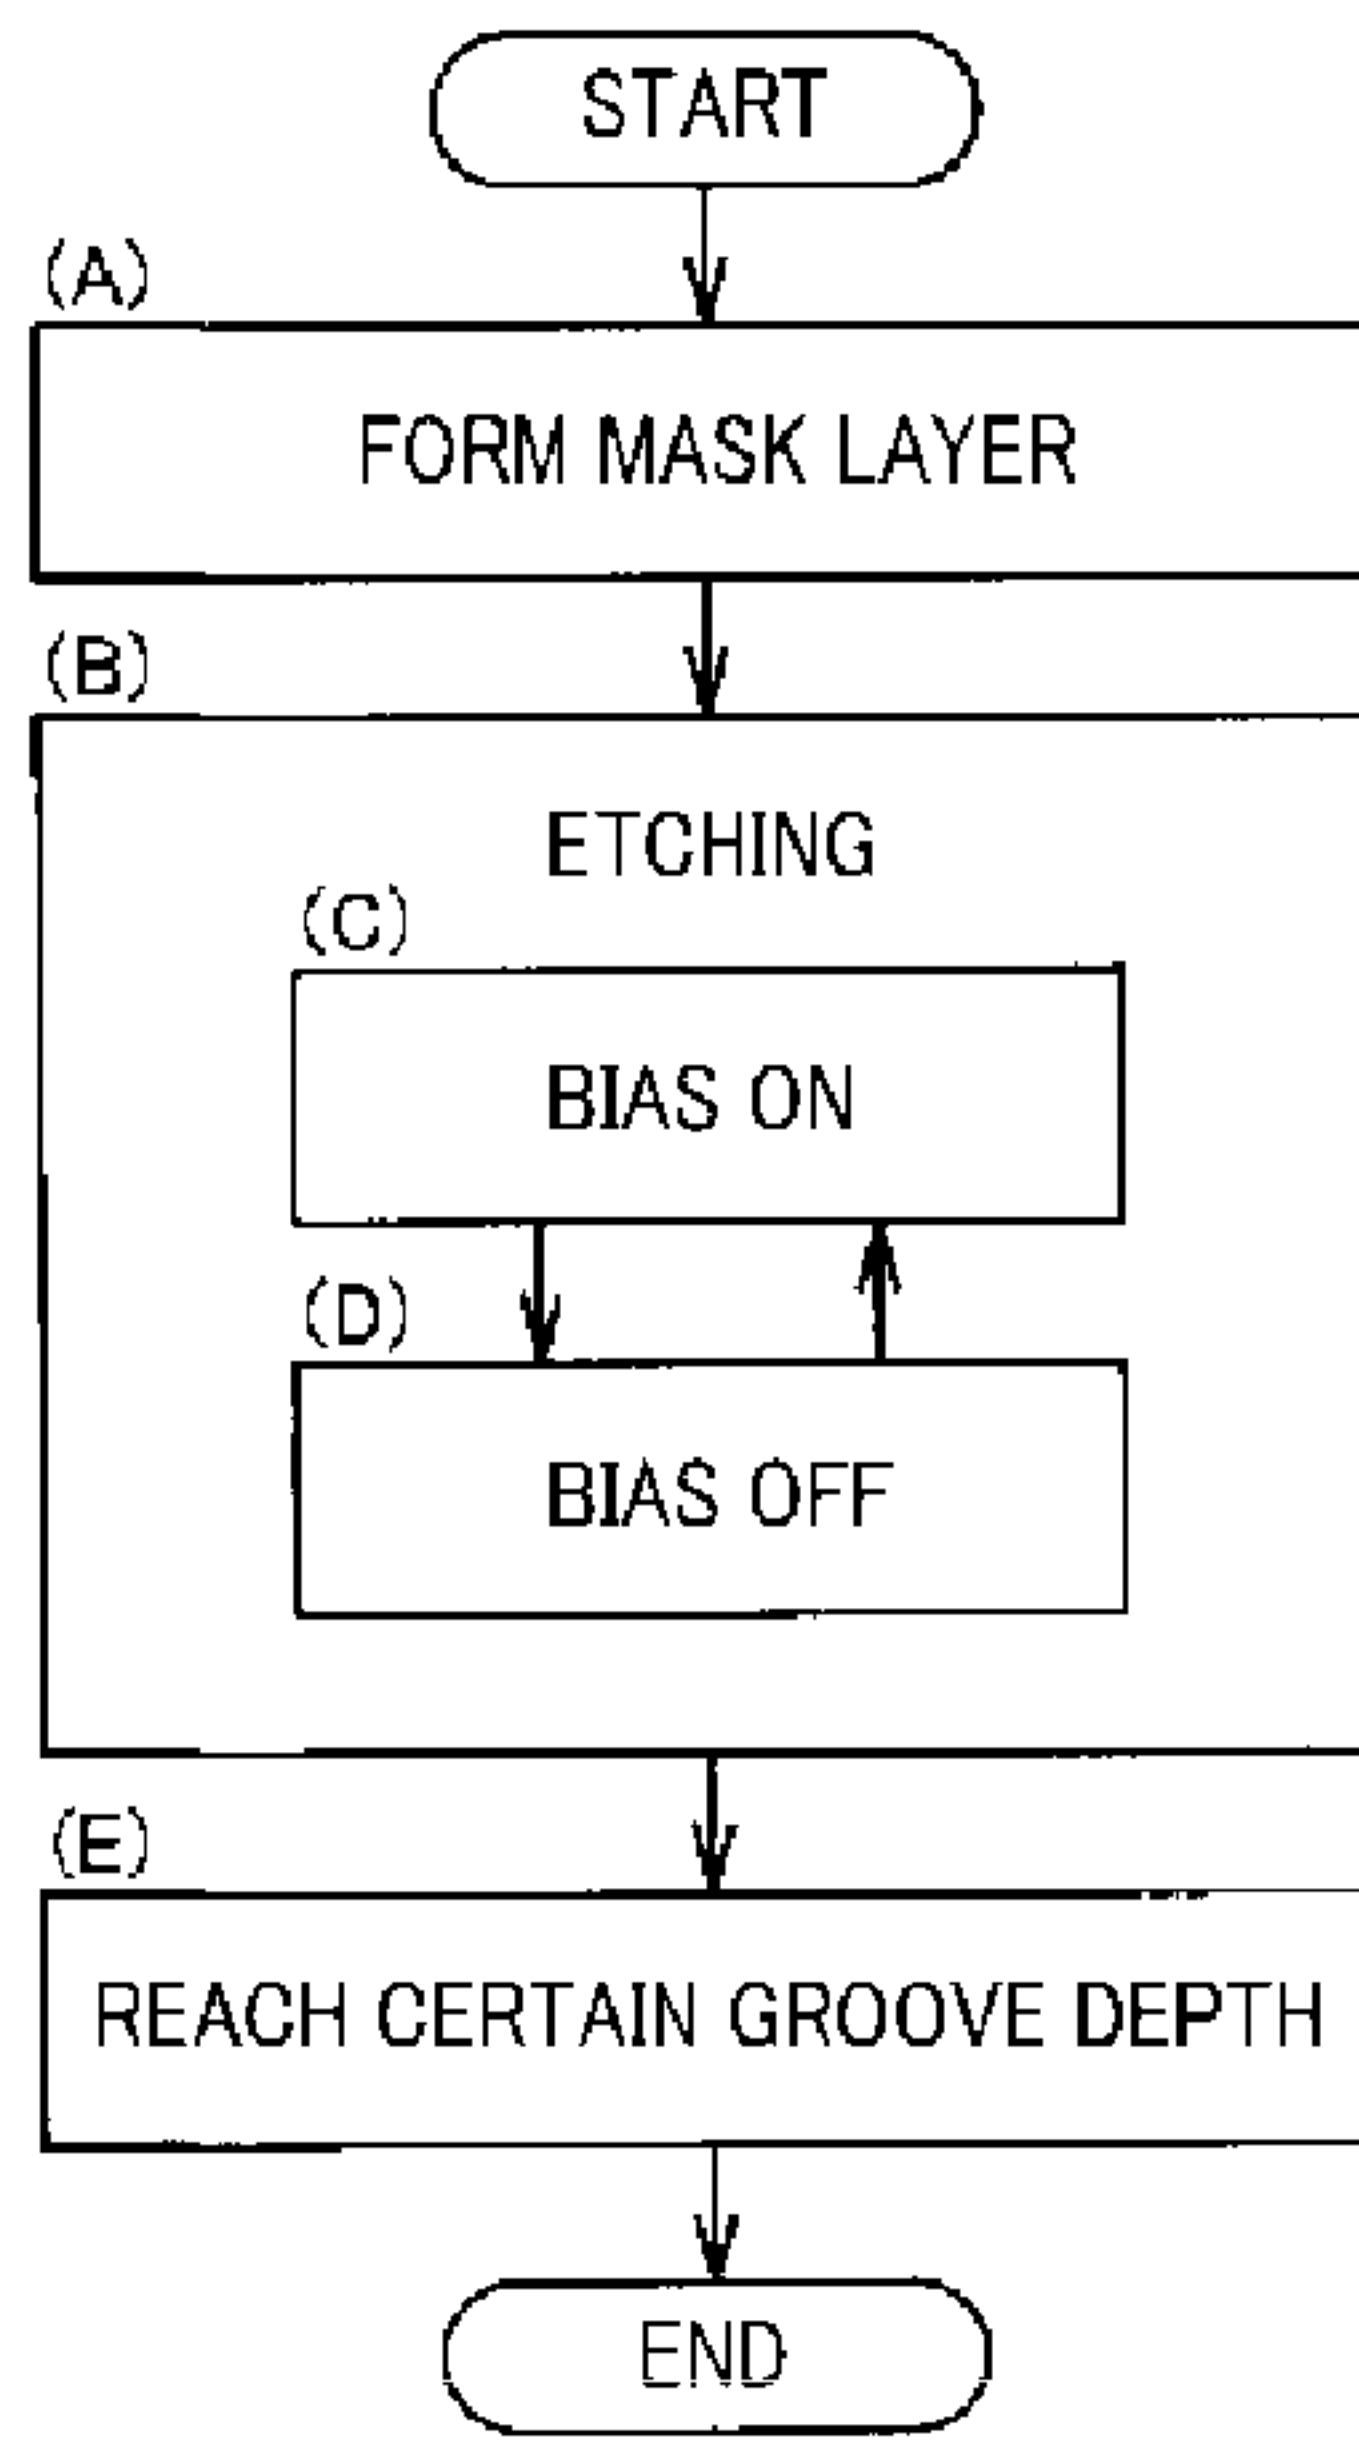 START
(A)
FORM MASK LAYER
(B)
ETCHING
(C)
BIAS ON
(D)
BIAS OFF
(E)
REACH CERTAIN GROOVE DEPTH
END